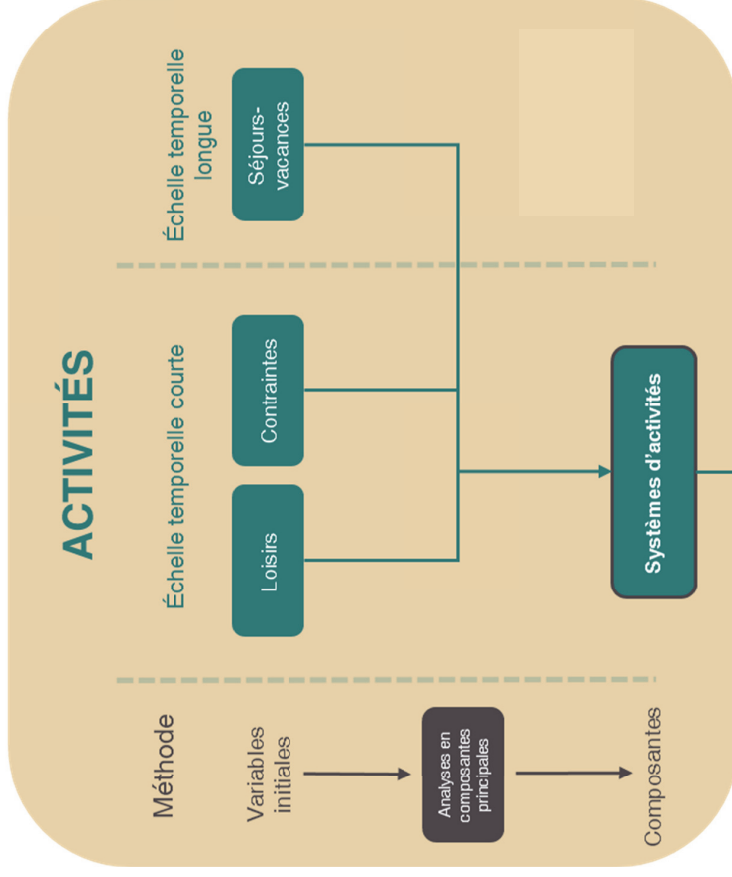 ACTIVITÉS
Méthode
Échelle temporelle courte
Échelle temporelle
longue
Variables
initiales
Loisirs
Contraintes
Séjours-
vacances
Analyses en
composantes
principales
Composantes
Systèmes d'activités